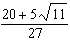 (20 + 5√11) / 27